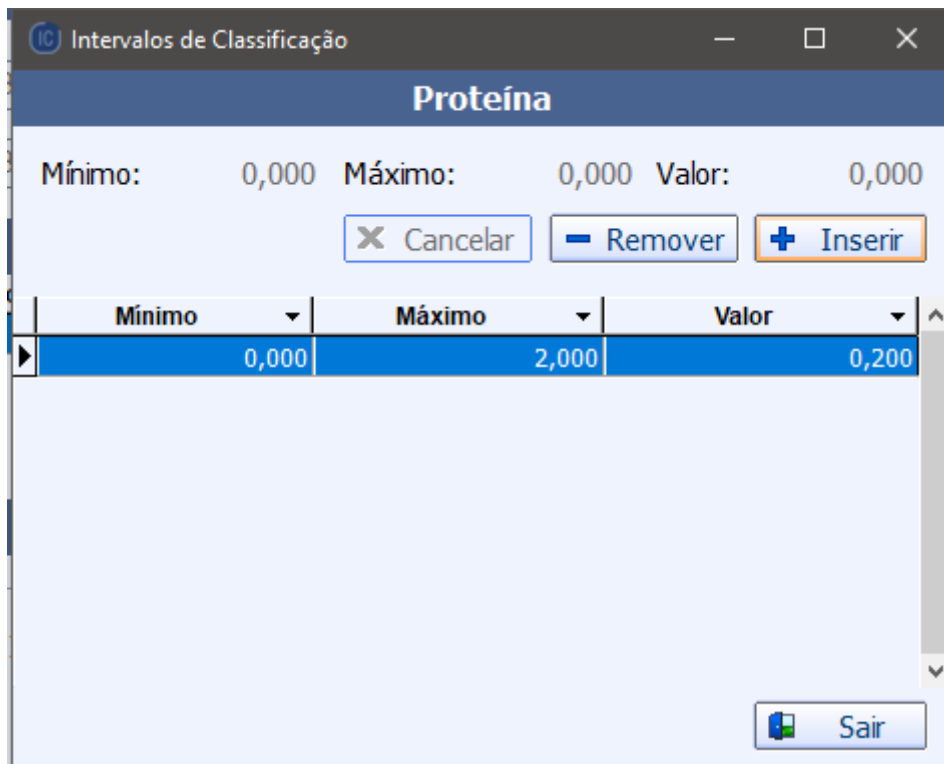 IC Intervalos de Classificação
Proteína
Mínimo: 0,000 Máximo: 0,000 Valor: 0,000
Cancelar Remover Inserir
Mínimo Máximo Valor
0,000 2,000 0,200
Sair